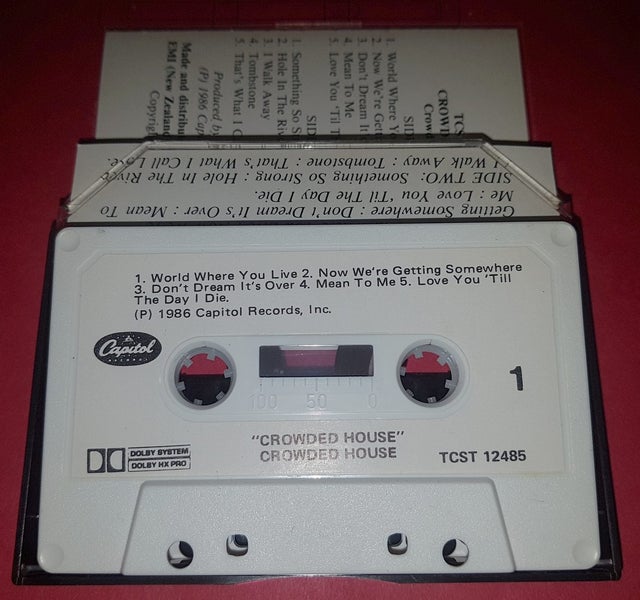 TCS
CROW
Crowd
SID
1. World Where Y
2. Now We're Gett
3. Don't Dream It
4. Mean To Me
5. Love You 'Til T
SID
1. Something So S
2. Hole In The Riv
3. I Walk Away
4. Tombstone
5. That's What I C
Produced by
(P) 1986 Cap
Made and distribu
EMI (New Zealand
Copyrigh
Getting Somewhere : Don't Dream It's Over : Mean To
Me : Love You 'Til The Day I Die.
SIDE TWO: Something So Strong : Hole In The River
I Walk Away : Tombstone : That's What I Call Love.
1. World Where You Live 2. Now We're Getting Somewhere
3. Don't Dream It's Over 4. Mean To Me 5. Love You 'Till
The Day I Die.
(P) 1986 Capitol Records, Inc.
Capitol
RECORDS
1
100 50 0
DOLBY SYSTEM
DOLBY HX PRO
"CROWDED HOUSE"
CROWDED HOUSE
TCST 12485